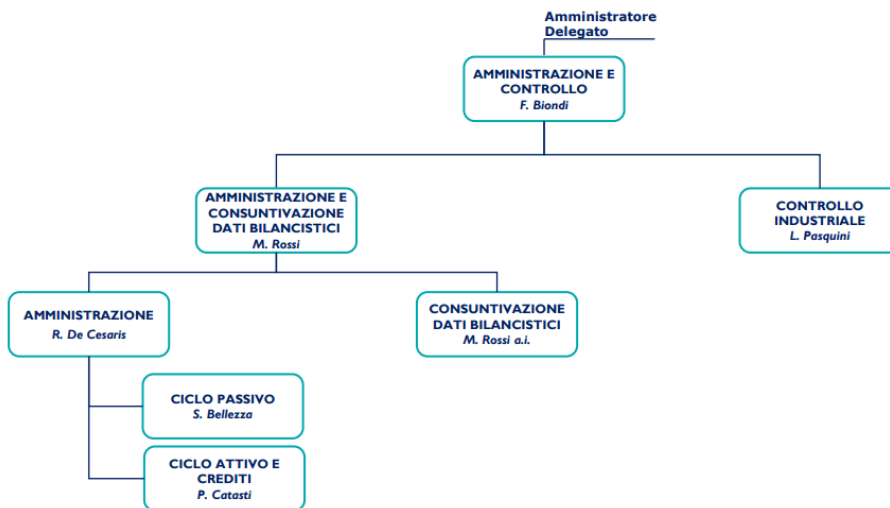 Amministratore
Delegato
AMMINISTRAZIONE E
CONTROLLO
F. Biondi
AMMINISTRAZIONE E
CONSUNTIVAZIONE
DATI BILANCISTICI
M. Rossi
CONTROLLO
INDUSTRIALE
L. Pasquini
AMMINISTRAZIONE
R. De Cesaris
CONSUNTIVAZIONE
DATI BILANCISTICI
M. Rossi a.i.
CICLO PASSIVO
S. Bellezza
CICLO ATTIVO E
CREDITI
P. Catasti